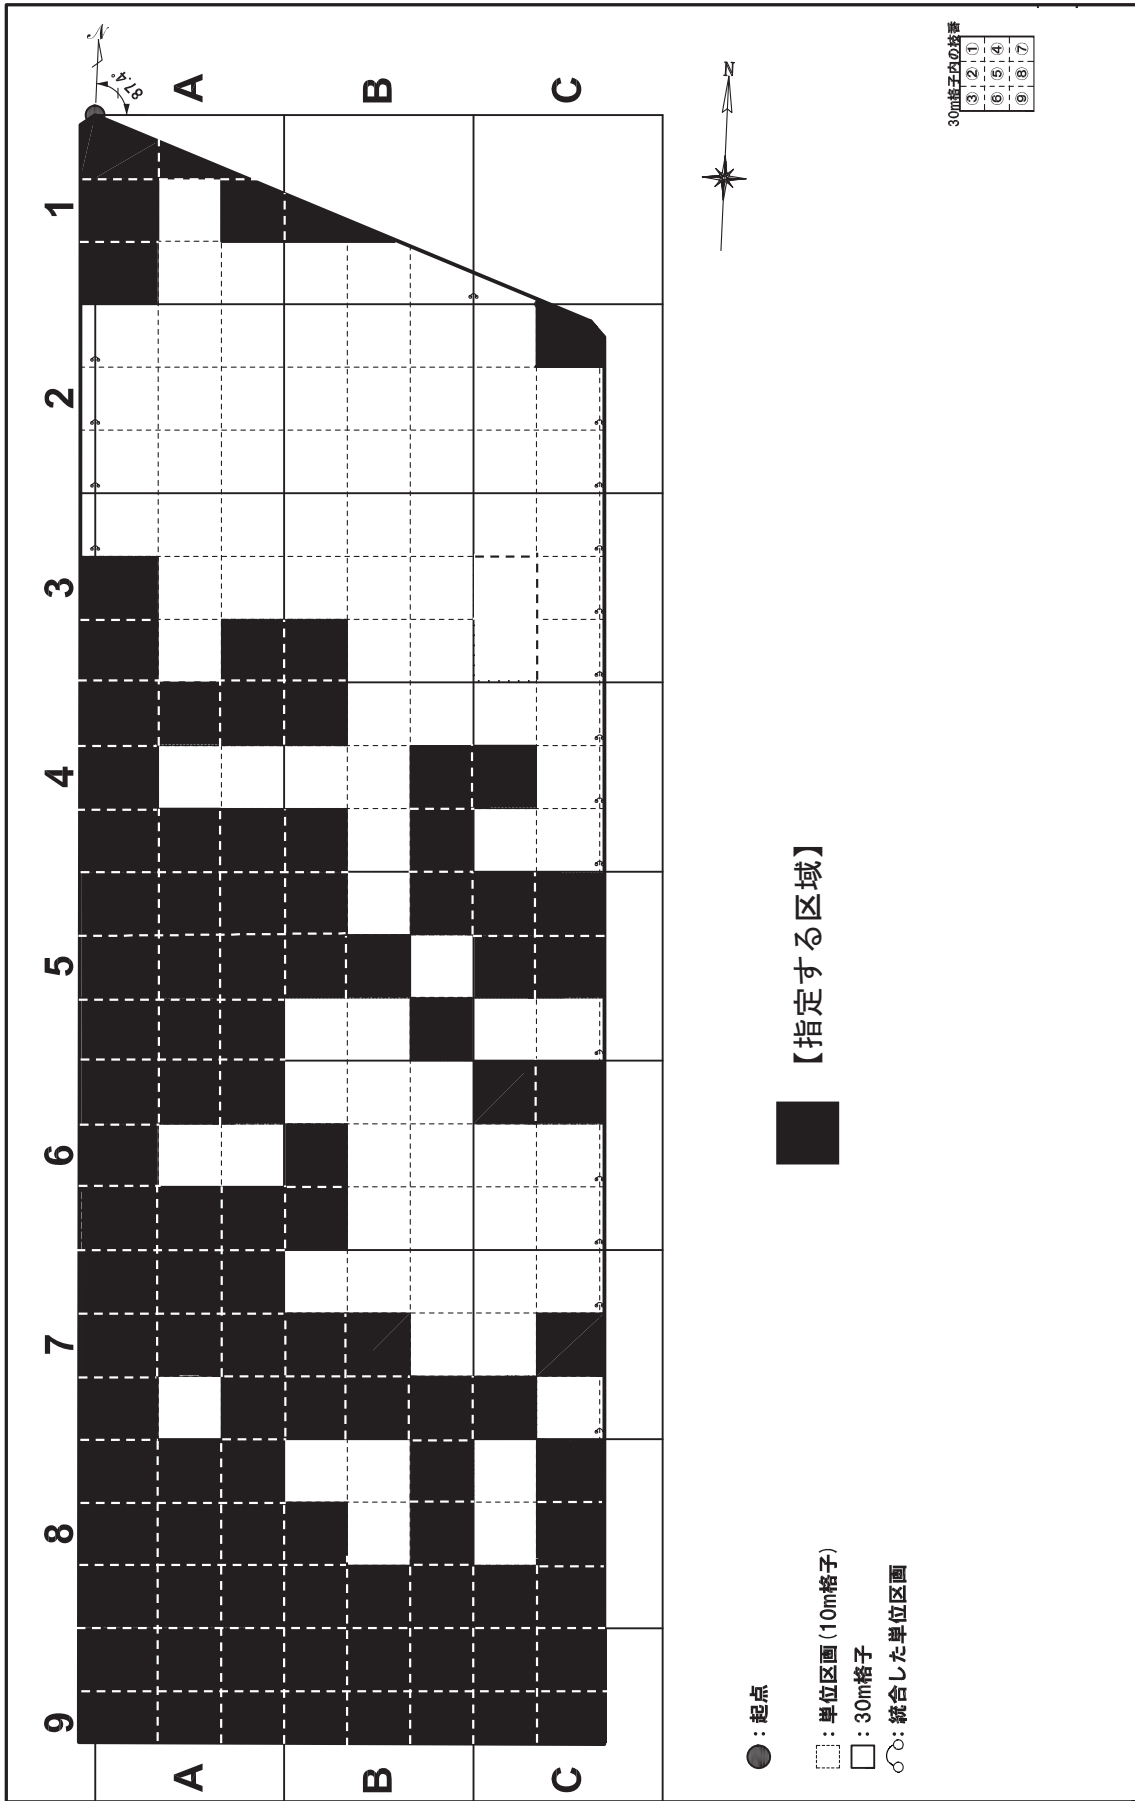 N
87.4°
A
B
C
1
2
3
4
5
6
7
8
9
A
B
C
N
30m格子内の枝番
① ④ ⑦
② ⑤ ⑧
③ ⑥ ⑨
【指定する区域】
：起点
：単位区画(10m格子)
：30m格子
：統合した単位区画